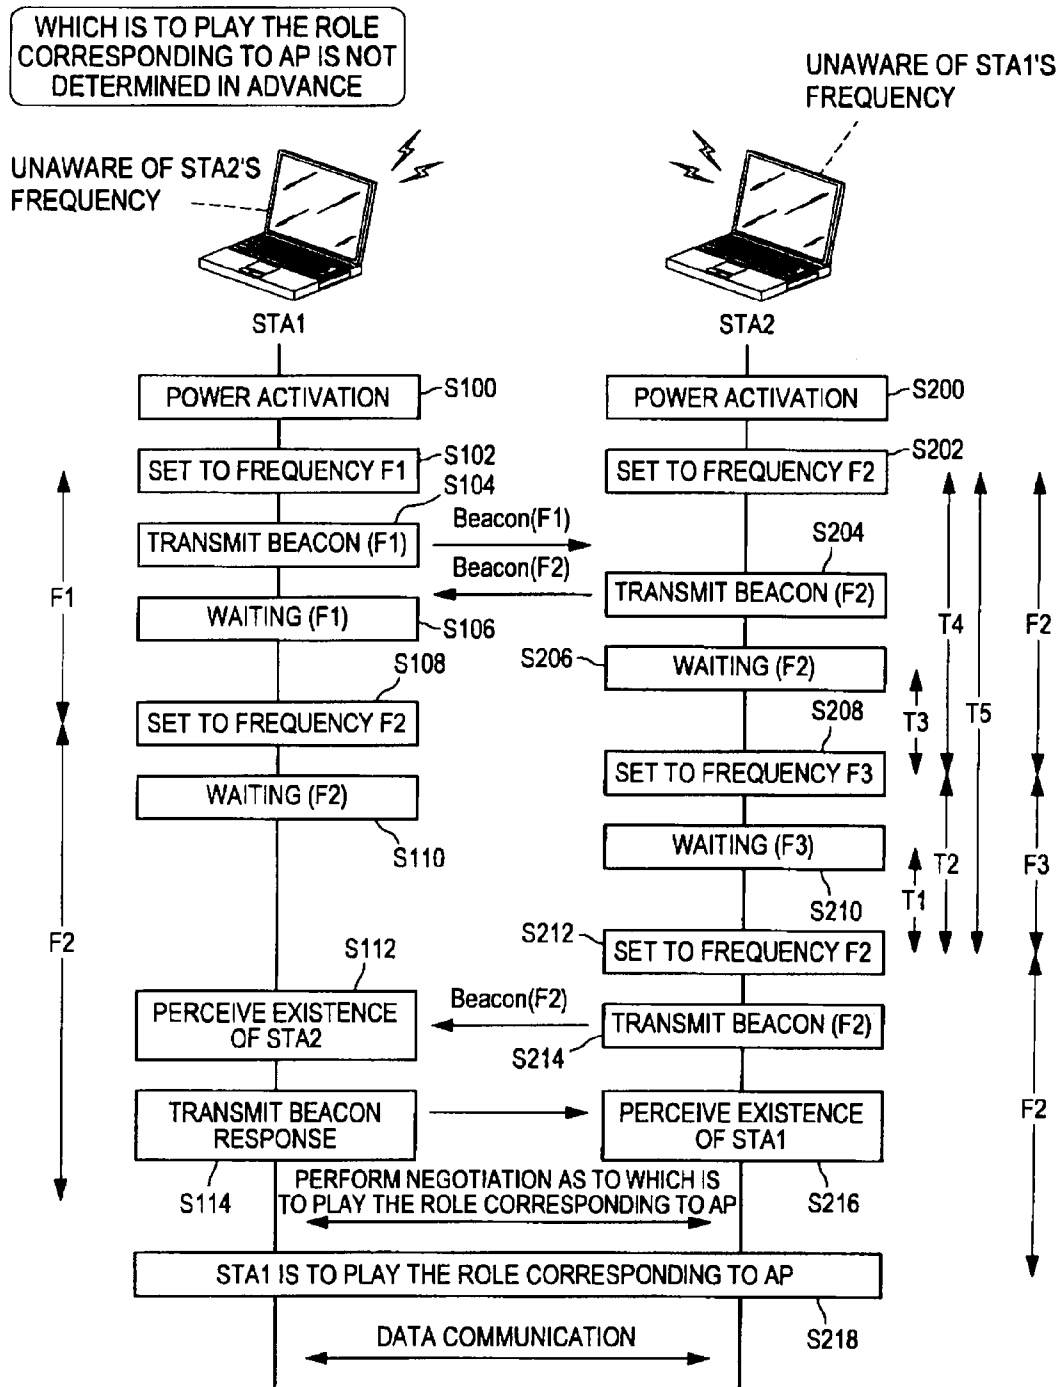 WHICH IS TO PLAY THE ROLE
CORRESPONDING TO AP IS NOT
DETERMINED IN ADVANCE
UNAWARE OF STA1'S
FREQUENCY
UNAWARE OF STA2'S
FREQUENCY
STA1
STA2
POWER ACTIVATION
S100
POWER ACTIVATION
S200
SET TO FREQUENCY F1
S102
SET TO FREQUENCY F2
S202
S104
TRANSMIT BEACON (F1)
Beacon(F1)
S204
Beacon(F2)
TRANSMIT BEACON (F2)
F1
WAITING (F1)
S106
T4
F2
S206
WAITING (F2)
S108
S208
T3
T5
SET TO FREQUENCY F2
SET TO FREQUENCY F3
WAITING (F2)
S110
WAITING (F3)
S210
T1
T2
F3
F2
S212
SET TO FREQUENCY F2
S112
PERCEIVE EXISTENCE
OF STA2
Beacon(F2)
TRANSMIT BEACON (F2)
S214
TRANSMIT BEACON
RESPONSE
S114
PERCEIVE EXISTENCE
OF STA1
S216
F2
PERFORM NEGOTIATION AS TO WHICH IS
TO PLAY THE ROLE CORRESPONDING TO AP
STA1 IS TO PLAY THE ROLE CORRESPONDING TO AP
S218
DATA COMMUNICATION